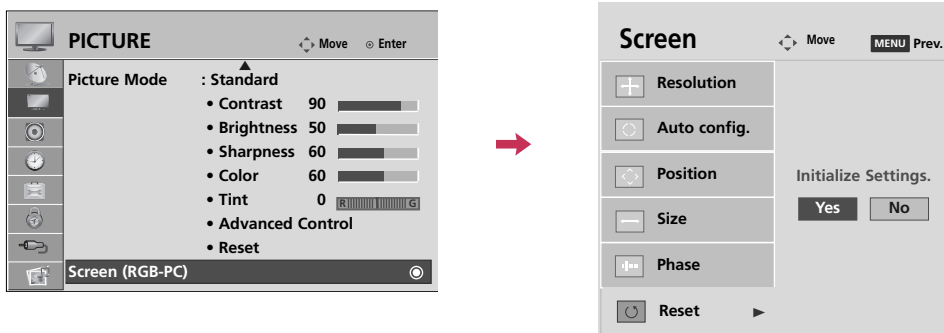 PICTURE
Move
Enter
Picture Mode : Standard
• Contrast 90
• Brightness 50
• Sharpness 60
• Color 60
• Tint 0 R G
• Advanced Control
• Reset
Screen (RGB-PC)
Screen
Move
MENU Prev.
Resolution
Auto config.
Position
Size
Phase
Reset
Initialize Settings.
Yes No